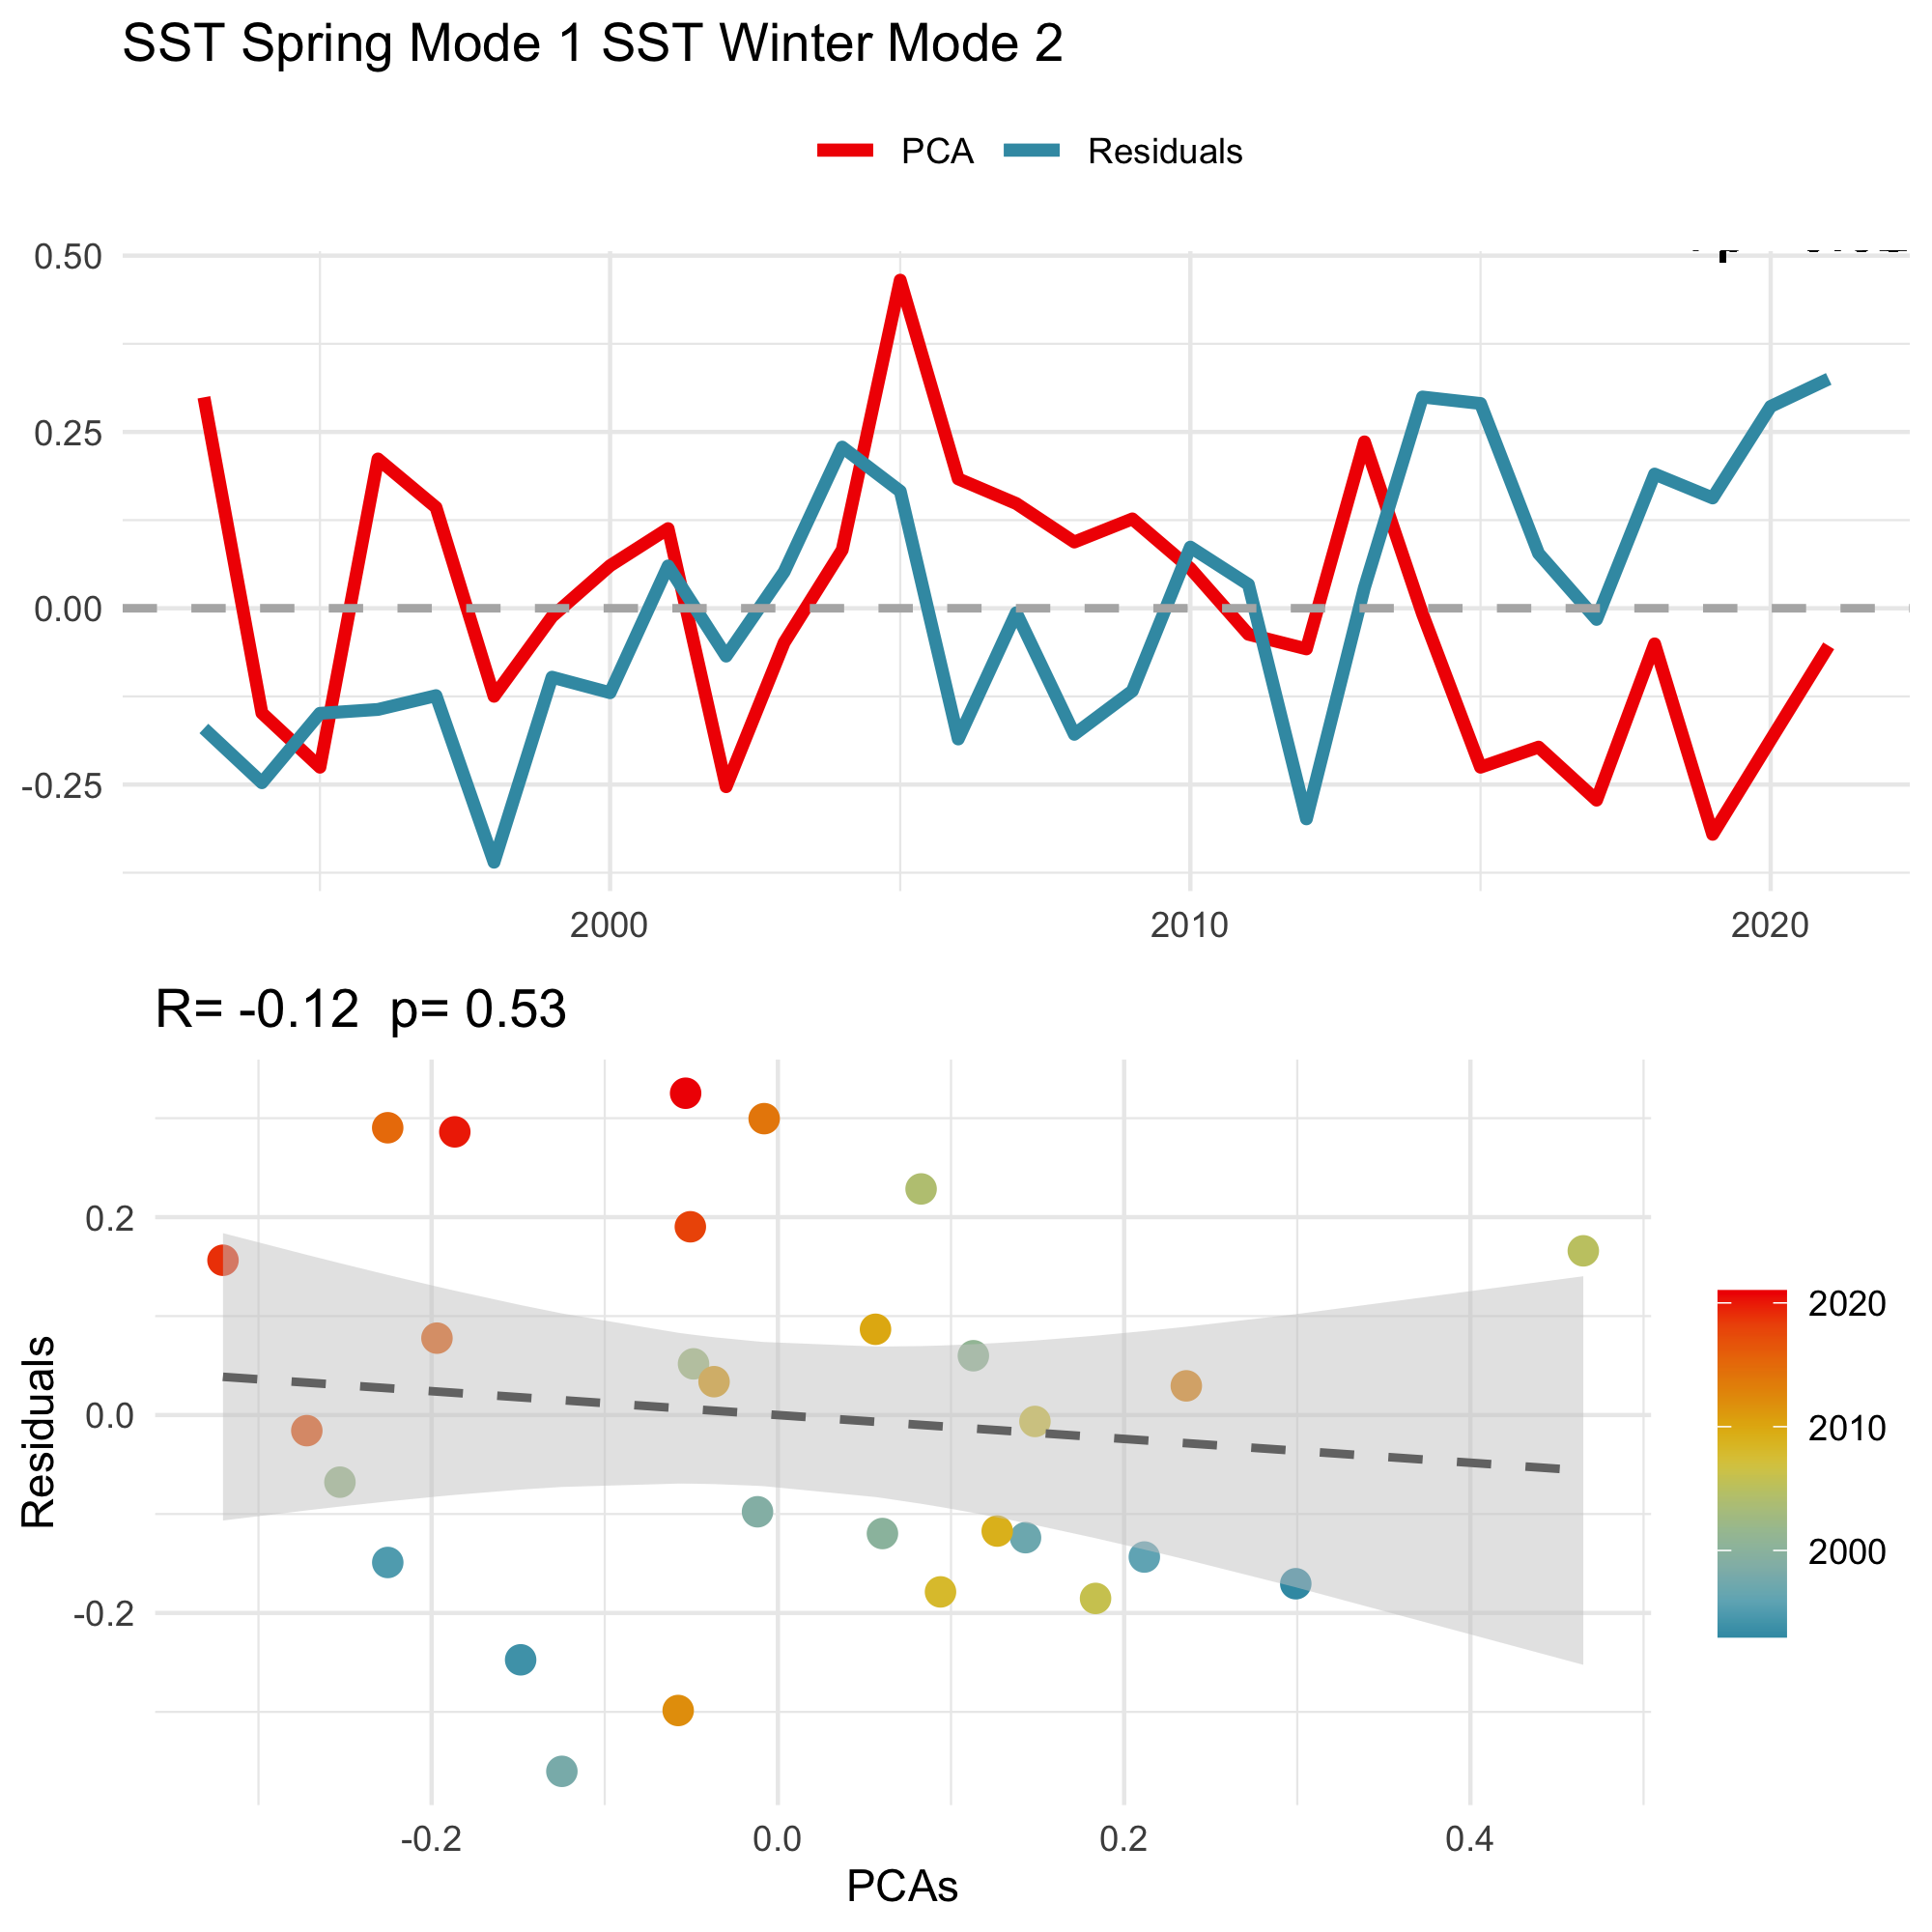 SST Spring Mode 1 SST Winter Mode 2
PCA Residuals
0.50
0.25
0.00
-0.25
2000 2010 2020
R= -0.12 p= 0.53
Residuals
0.2
0.0
-0.2
-0.2 0.0 0.2 0.4
PCAs
2020
2010
2000